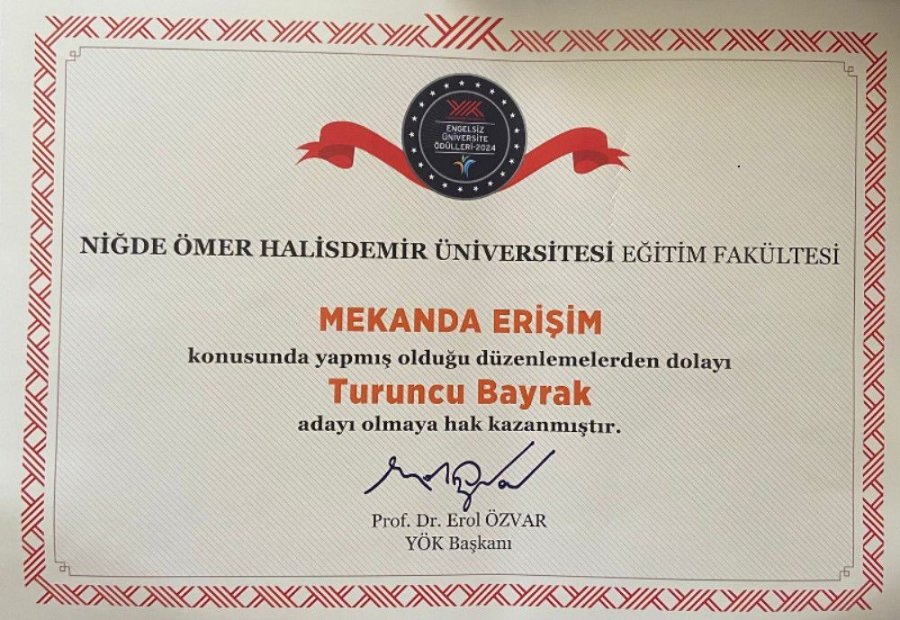 ENGELSİZ
ÜNİVERSİTE
ÖDÜLLERİ-2024
NİĞDE ÖMER HALİSDEMİR ÜNİVERSİTESİ EĞİTİM FAKÜLTESİ
MEKANDA ERİŞİM
konusunda yapmış olduğu düzenlemelerden dolayı
Turuncu Bayrak
adayı olmaya hak kazanmıştır.
Prof. Dr. Erol ÖZVAR
YÖK Başkanı